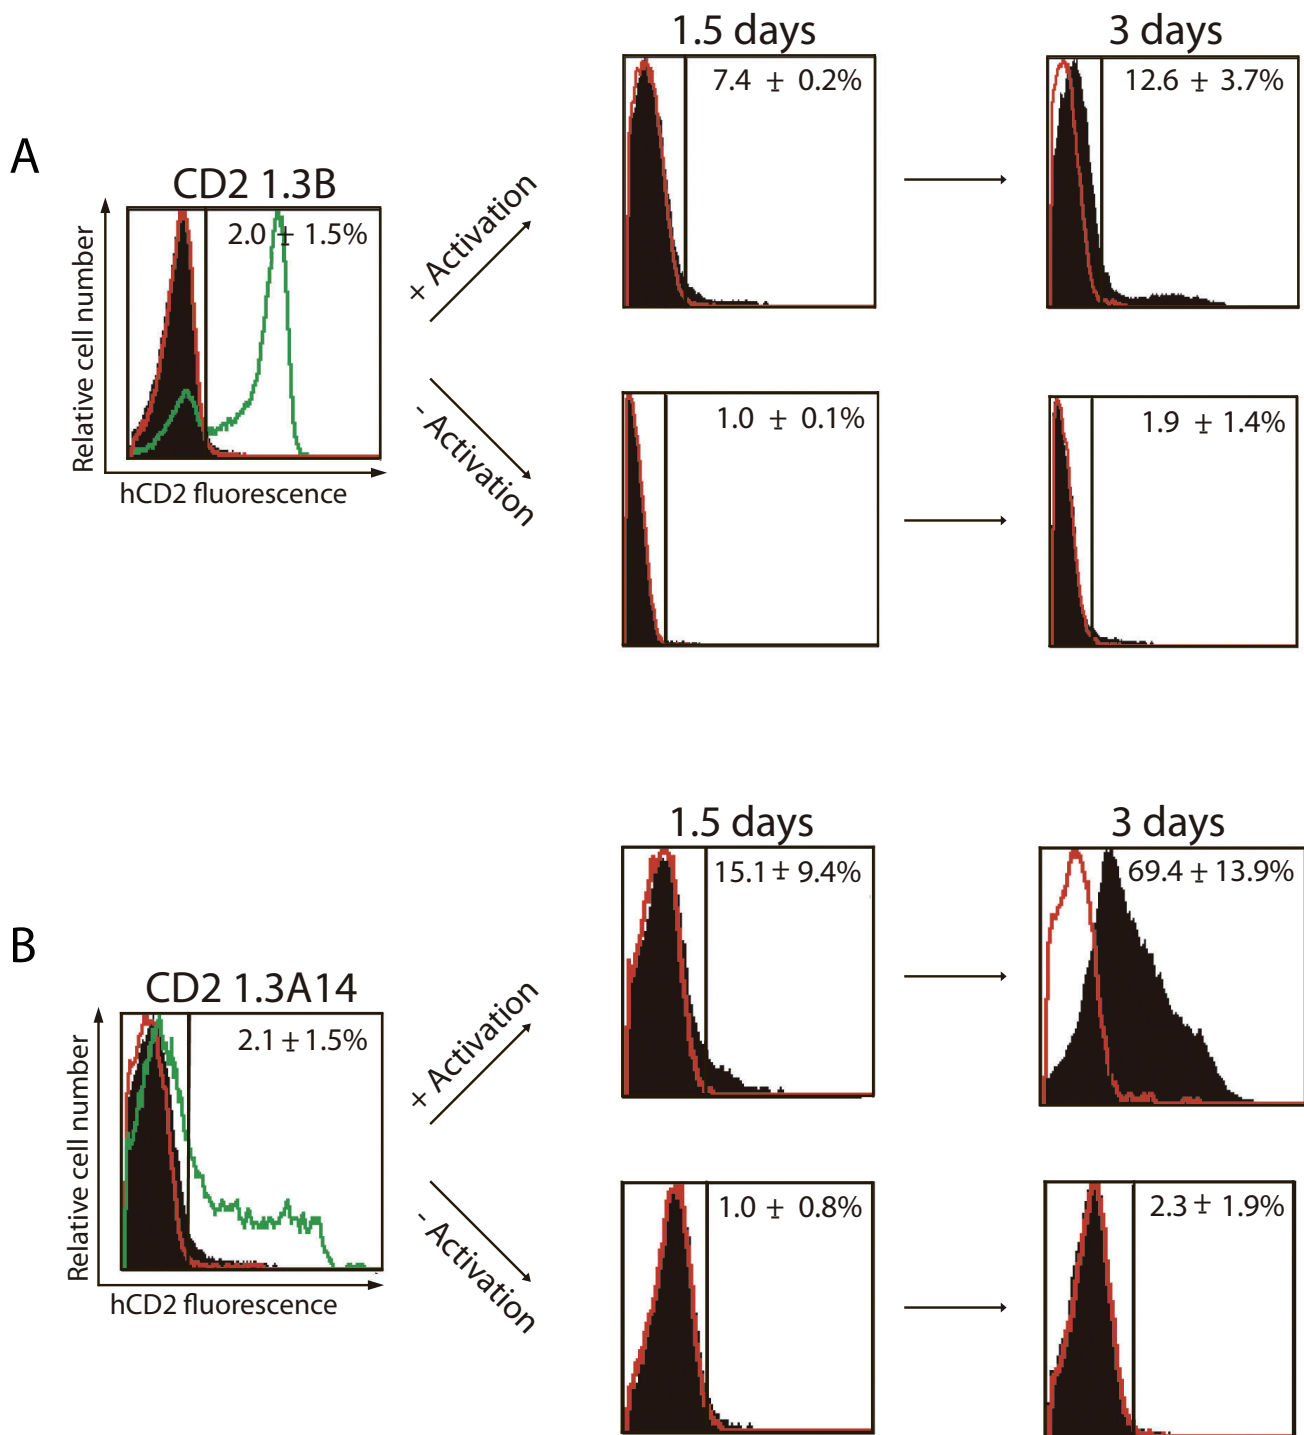 A
CD2 1.3B
2.0 ± 1.5%
Relative cell number
hCD2 fluorescence
+ Activation
- Activation
1.5 days
7.4 ± 0.2%
3 days
12.6 ± 3.7%
1.0 ± 0.1%
1.9 ± 1.4%
B
CD2 1.3A14
2.1 ± 1.5%
Relative cell number
hCD2 fluorescence
+ Activation
- Activation
1.5 days
15.1 ± 9.4%
3 days
69.4 ± 13.9%
1.0 ± 0.8%
2.3 ± 1.9%